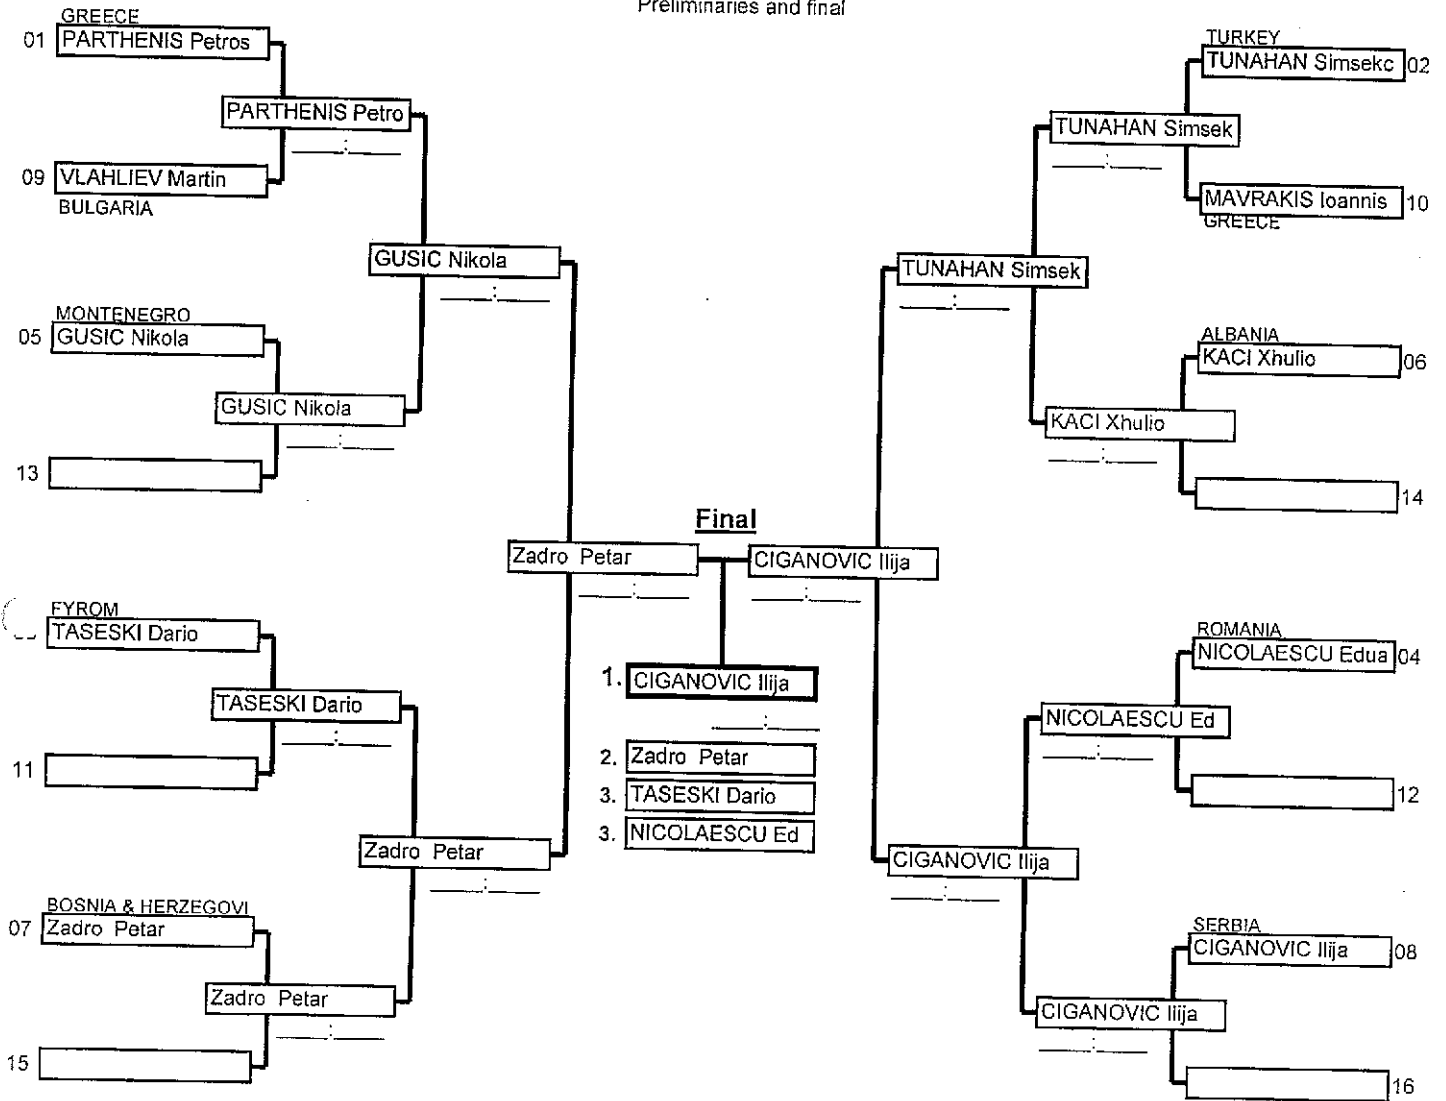 Preliminaries and final
GREECE
01 PARTHENIS Petros
PARTHENIS Petro
09 VLAHLIEV Martin
BULGARIA
GUSIC Nikola
MONTENEGRO
05 GUSIC Nikola
GUSIC Nikola
13
Zadro Petar
FYROM
TASESKI Dario
TASESKI Dario
11
Zadro Petar
BOSNIA & HERZEGOVI
07 Zadro Petar
Zadro Petar
15
Final
1. CIGANOVIC Ilija
2. Zadro Petar
3. TASESKI Dario
3. NICOLAESCU Ed
TURKEY
TUNAHAN Simsekc 02
TUNAHAN Simsek
MAVRAKIS Ioannis 10
GREECE
TUNAHAN Simsek
ALBANIA
KACI Xhulio 06
KACI Xhulio
14
CIGANOVIC Ilija
ROMANIA
NICOLAESCU Edua 04
NICOLAESCU Ed
12
CIGANOVIC Ilija
SERBIA
CIGANOVIC Ilija 08
CIGANOVIC Ilija
16